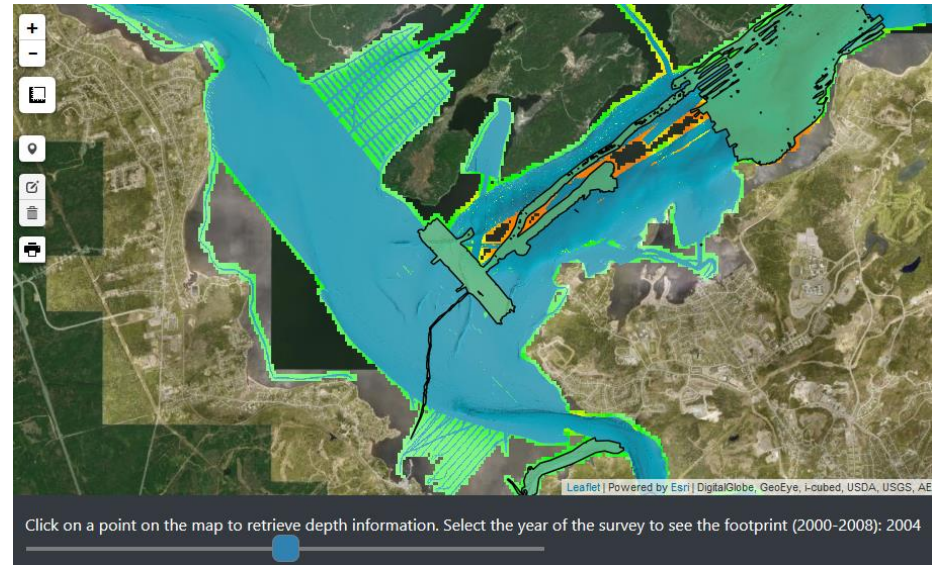 +
-
Leaflet | Powered by Esri | DigitalGlobe, GeoEye, i-cubed, USDA, USGS, AE
Click on a point on the map to retrieve depth information. Select the year of the survey to see the footprint (2000-2008): 2004